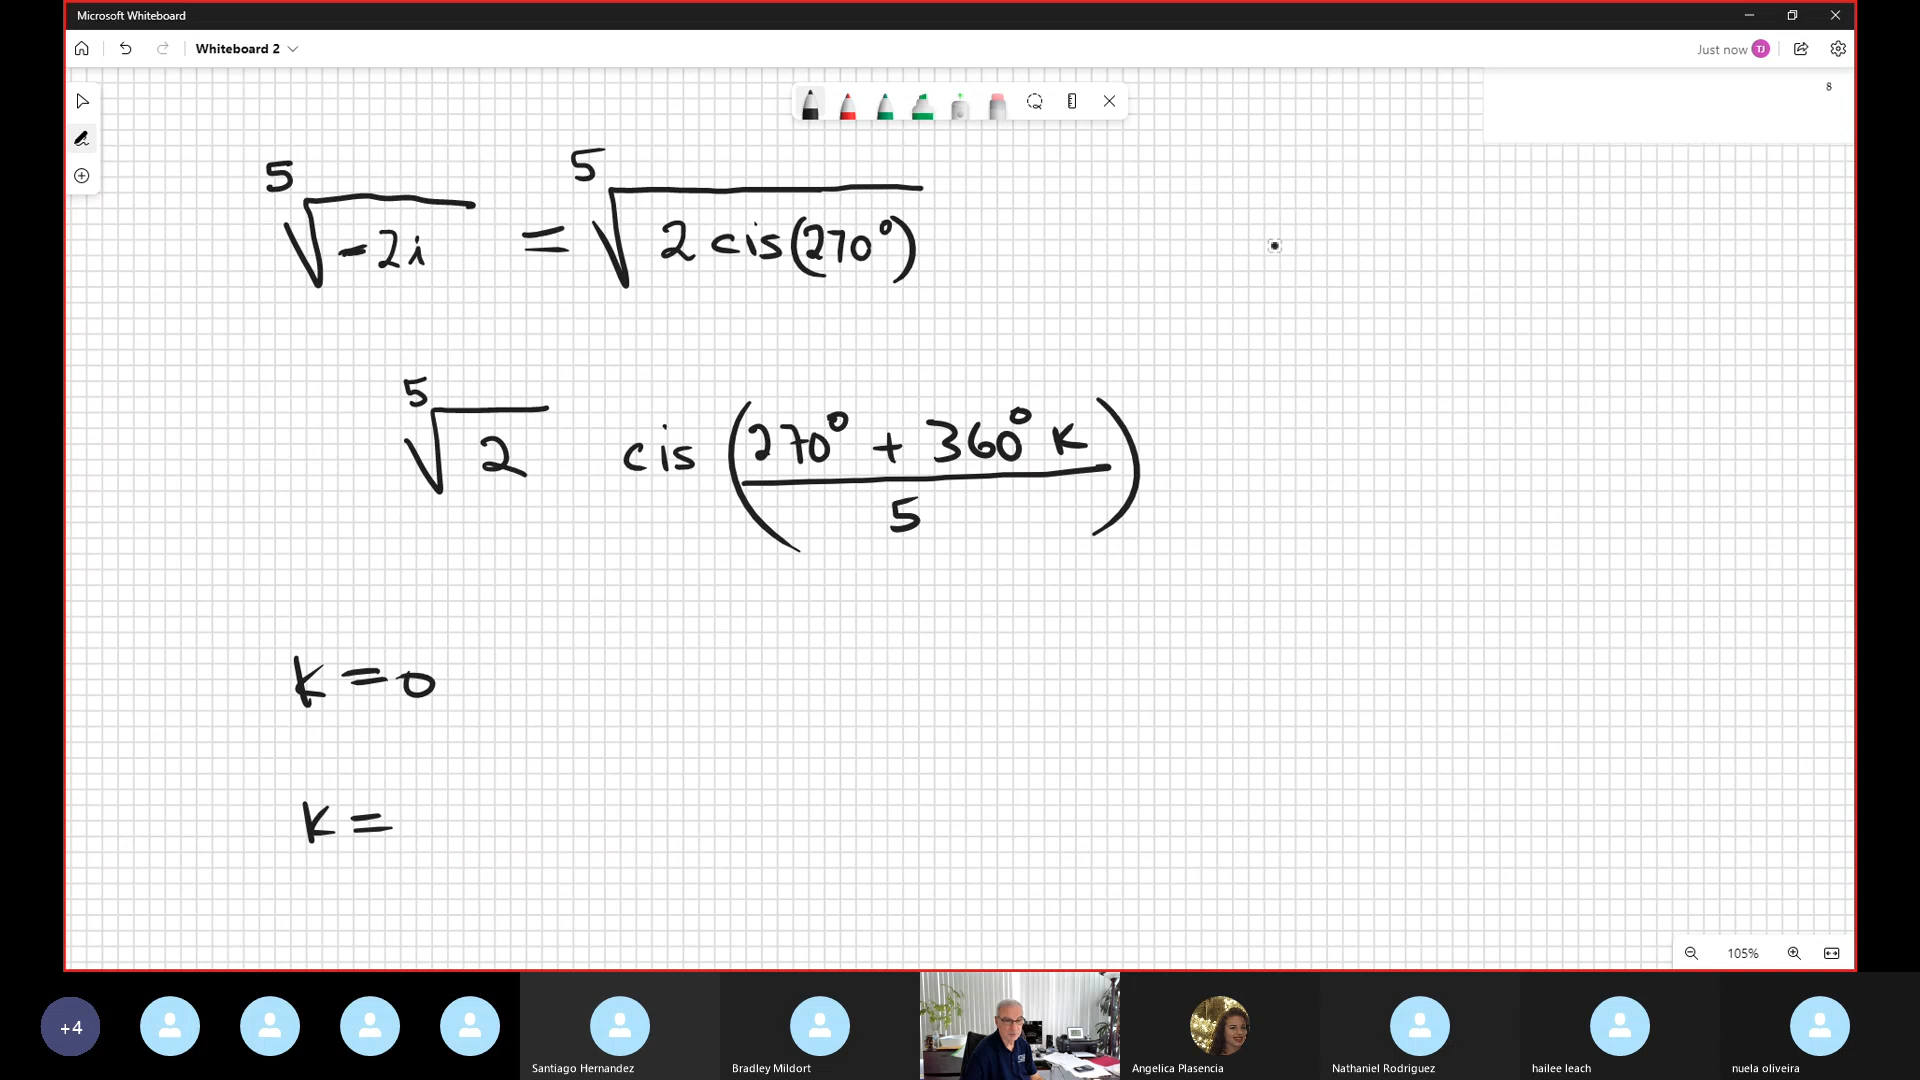 Microsoft Whiteboard
Whiteboard 2
Just now TJ
8
⁵√-2i = ⁵√2 cis(270°)
⁵√2 cis((270° + 360° K)/5)
K = 0
K =
105%
+4
Santiago Hernandez
Bradley Mildort
Angelica Plasencia
Nathaniel Rodriguez
hailee leach
nuela oliveira